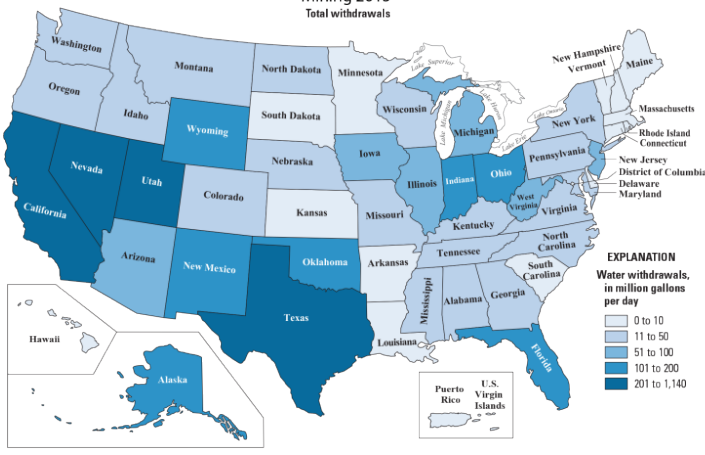 Mining 2015
Total withdrawals
Washington
Oregon
Idaho
Montana
North Dakota
South Dakota
Minnesota
Wisconsin
Wyoming
Nebraska
Iowa
Nevada
Utah
California
Colorado
Kansas
Missouri
Illinois
Indiana
Ohio
Michigan
Lake Superior
Lake Michigan
Lake Huron
Lake Erie
Lake Ontario
New Hampshire
Vermont
Maine
Massachusetts
Rhode Island
Connecticut
New York
Pennsylvania
New Jersey
District of Columbia
Delaware
Maryland
West
Virginia
Virginia
Kentucky
North
Carolina
Tennessee
South
Carolina
Arizona
New Mexico
Oklahoma
Arkansas
Texas
Louisiana
Mississippi
Alabama
Georgia
Florida
Hawaii
Alaska
Puerto
Rico
U.S.
Virgin
Islands
EXPLANATION
Water withdrawals,
in million gallons
per day
0 to 10
11 to 50
51 to 100
101 to 200
201 to 1,140